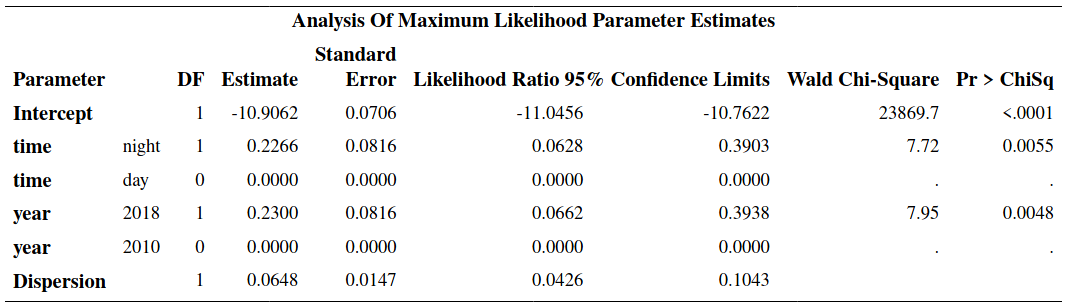 Analysis Of Maximum Likelihood Parameter Estimates
Parameter DF Estimate Standard Error Likelihood Ratio 95% Confidence Limits Wald Chi-Square Pr > ChiSq
Intercept 1 -10.9062 0.0706 -11.0456 -10.7622 23869.7 <.0001
time night 1 0.2266 0.0816 0.0628 0.3903 7.72 0.0055
time day 0 0.0000 0.0000 0.0000 0.0000 . .
year 2018 1 0.2300 0.0816 0.0662 0.3938 7.95 0.0048
year 2010 0 0.0000 0.0000 0.0000 0.0000 . .
Dispersion 1 0.0648 0.0147 0.0426 0.1043